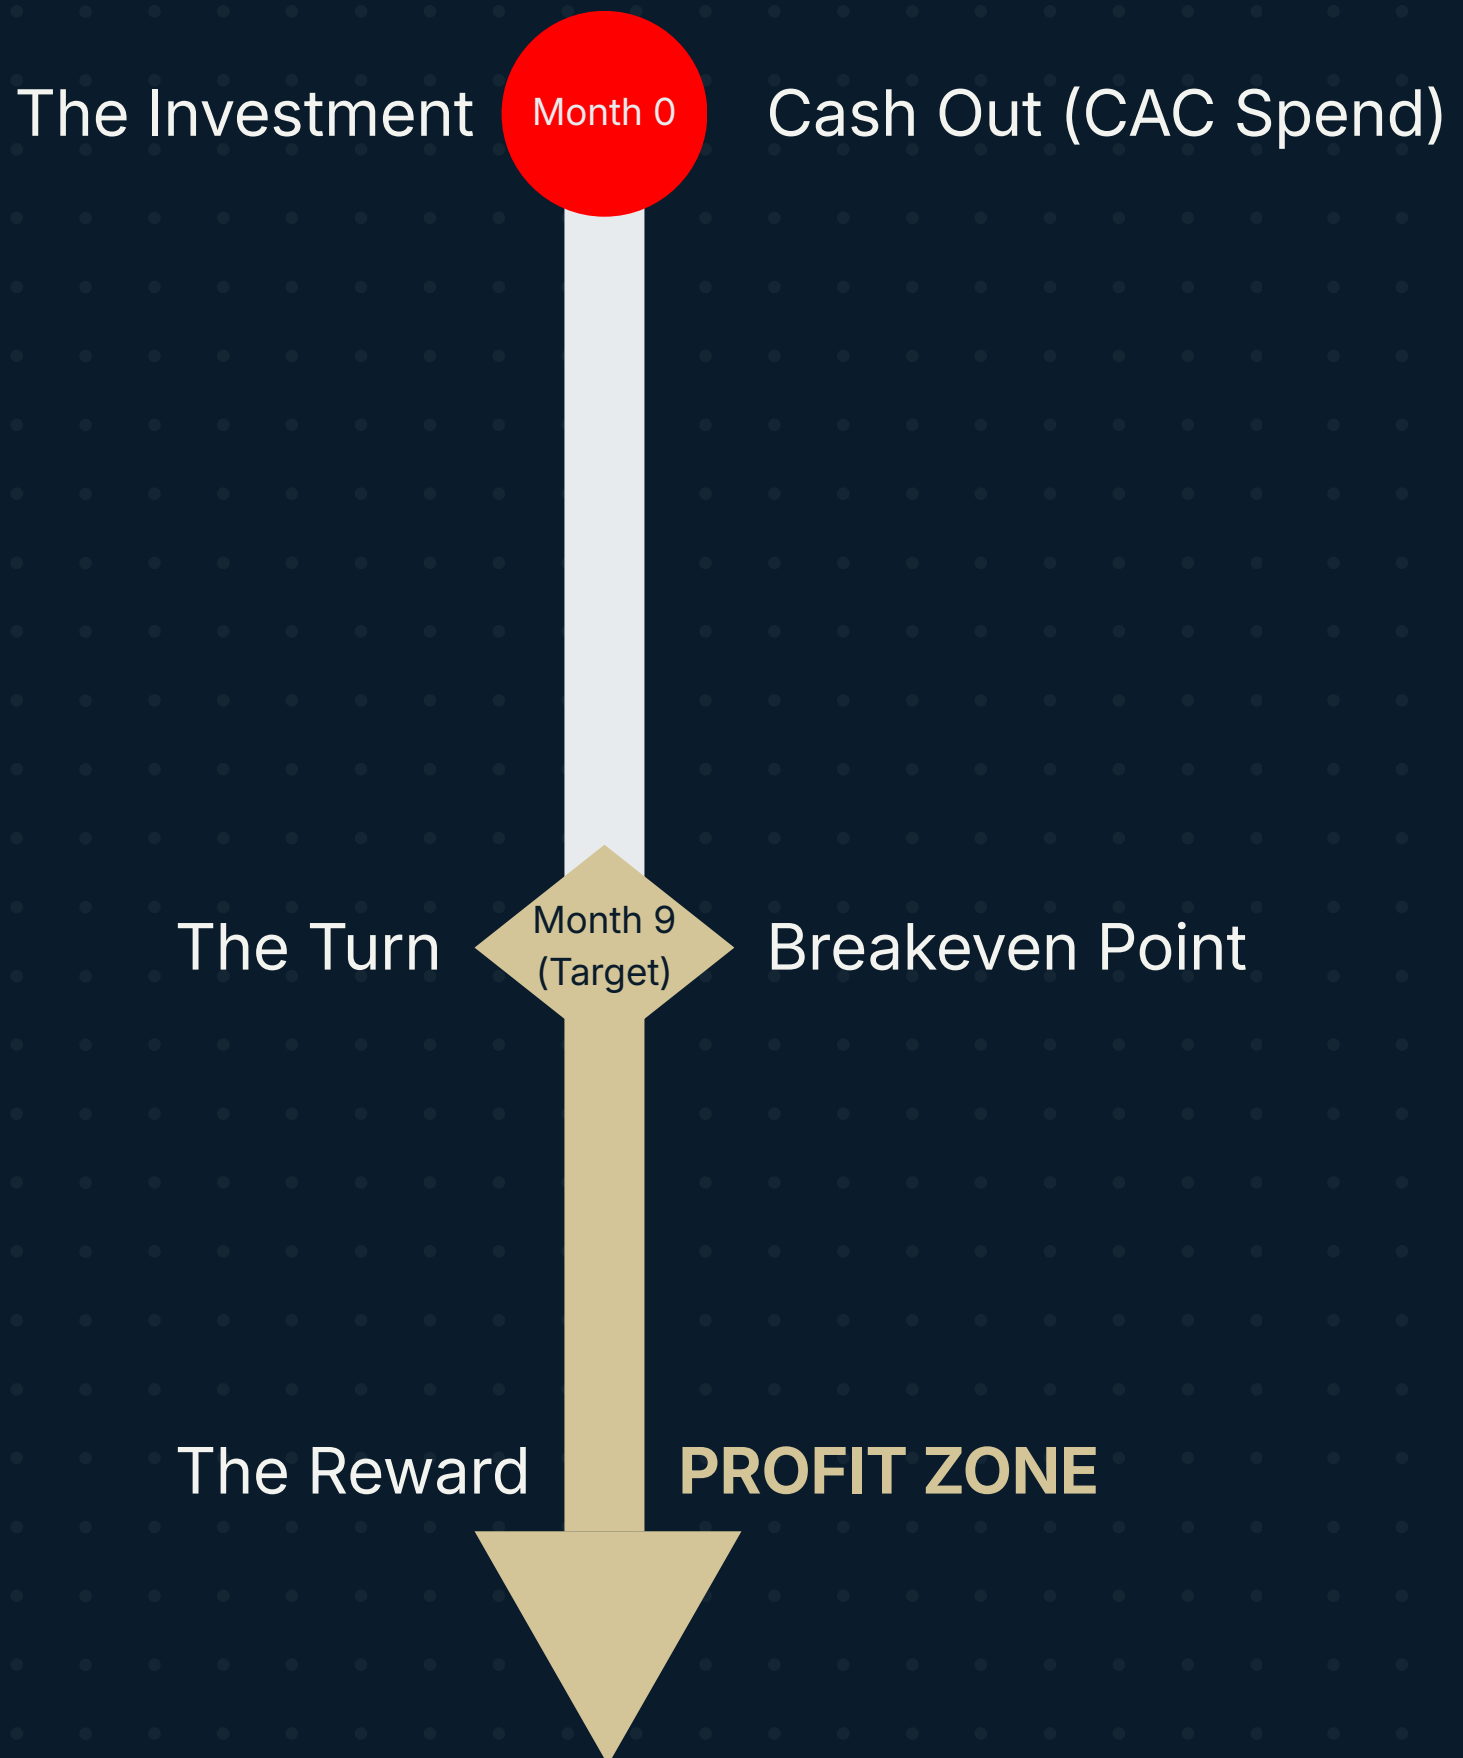 The Investment
Month 0
Cash Out (CAC Spend)
The Turn
Month 9
(Target)
Breakeven Point
The Reward
PROFIT ZONE